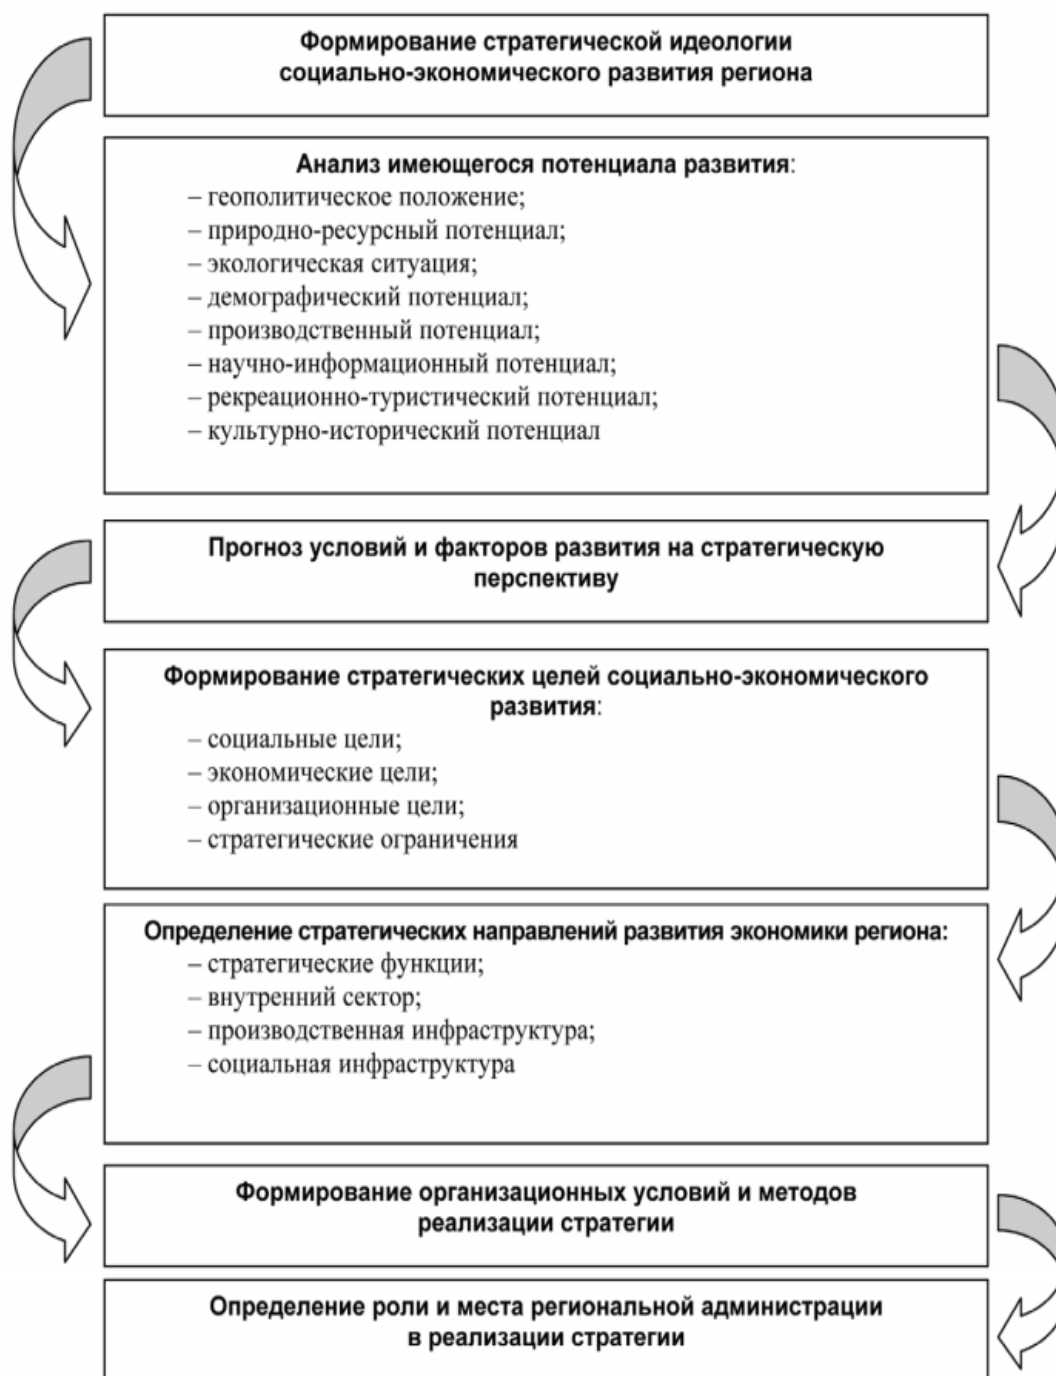 Формирование стратегической идеологии
социально-экономического развития региона
Анализ имеющегося потенциала развития:
– геополитическое положение;
– природно-ресурсный потенциал;
– экологическая ситуация;
– демографический потенциал;
– производственный потенциал;
– научно-информационный потенциал;
– рекреационно-туристический потенциал;
– культурно-исторический потенциал
Прогноз условий и факторов развития на стратегическую
перспективу
Формирование стратегических целей социально-экономического
развития:
– социальные цели;
– экономические цели;
– организационные цели;
– стратегические ограничения
Определение стратегических направлений развития экономики региона:
– стратегические функции;
– внутренний сектор;
– производственная инфраструктура;
– социальная инфраструктура
Формирование организационных условий и методов
реализации стратегии
Определение роли и места региональной администрации
в реализации стратегии